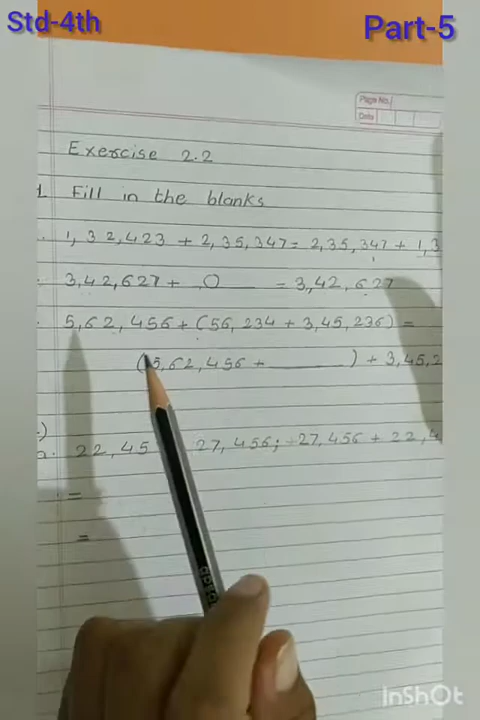 Std-4th Part-5
Page No.
Date
Exercise 2.2
1 Fill in the blanks
1,32,423 + 2,35,347 = 2,35,347 + 1,3
3,42,627 + 0 = 3,42,627
5,62,456 + (56,234 + 3,45,236) =
(5,62,456 + ______ ) + 3,45,2
a. 22,45 27,456; 27,456 + 22,4
=
=
apsara
InShOt